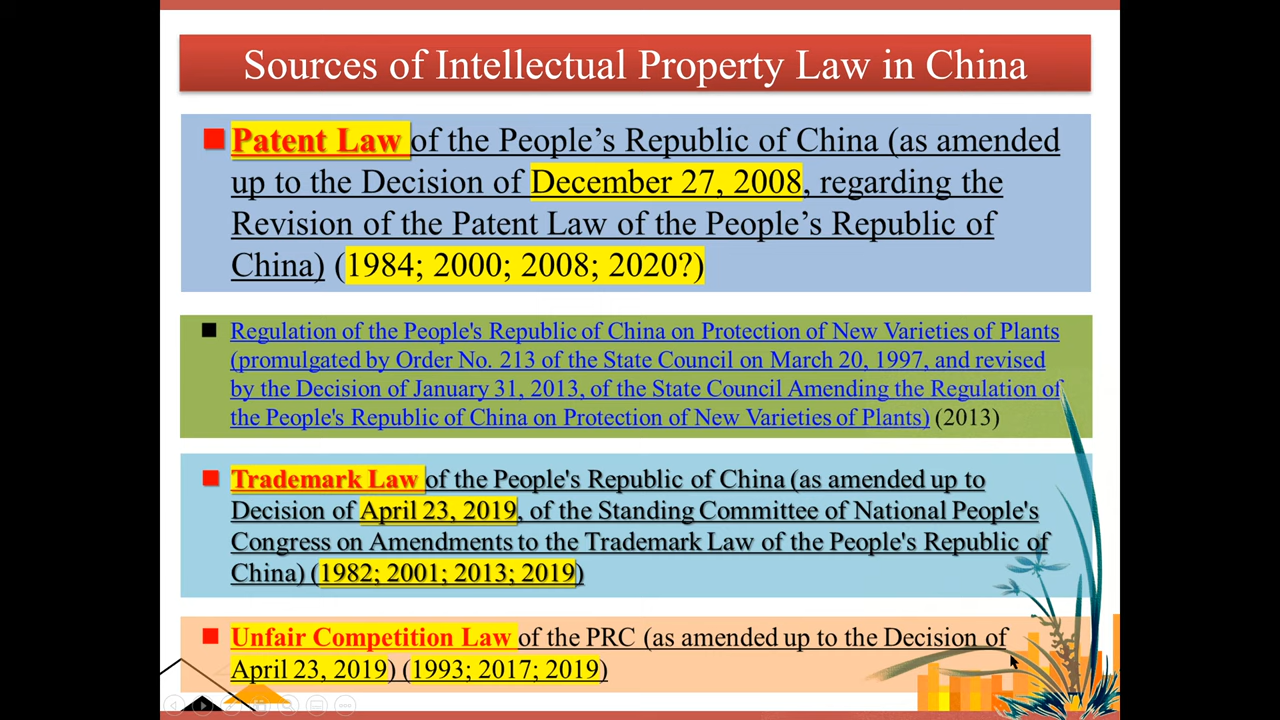 Sources of Intellectual Property Law in China
Patent Law of the People’s Republic of China (as amended
up to the Decision of December 27, 2008, regarding the
Revision of the Patent Law of the People’s Republic of
China) (1984; 2000; 2008; 2020?)
Regulation of the People's Republic of China on Protection of New Varieties of Plants
(promulgated by Order No. 213 of the State Council on March 20, 1997, and revised
by the Decision of January 31, 2013, of the State Council Amending the Regulation of
the People's Republic of China on Protection of New Varieties of Plants) (2013)
Trademark Law of the People's Republic of China (as amended up to
Decision of April 23, 2019, of the Standing Committee of National People's
Congress on Amendments to the Trademark Law of the People's Republic of
China) (1982; 2001; 2013; 2019)
Unfair Competition Law of the PRC (as amended up to the Decision of
April 23, 2019) (1993; 2017; 2019)